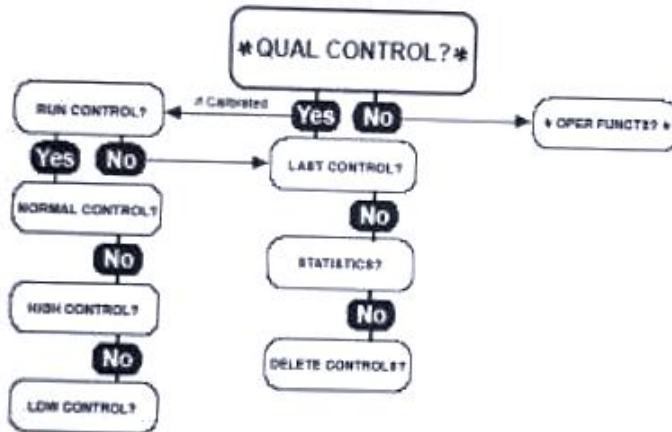 *QUAL CONTROL?*
RUN CONTROL?
If Calibrated
Yes
No
* OPER FUNCTS? *
Yes
No
LAST CONTROL?
NORMAL CONTROL?
No
No
STATISTICS?
HIGH CONTROL?
No
No
DELETE CONTROLS?
LOW CONTROL?